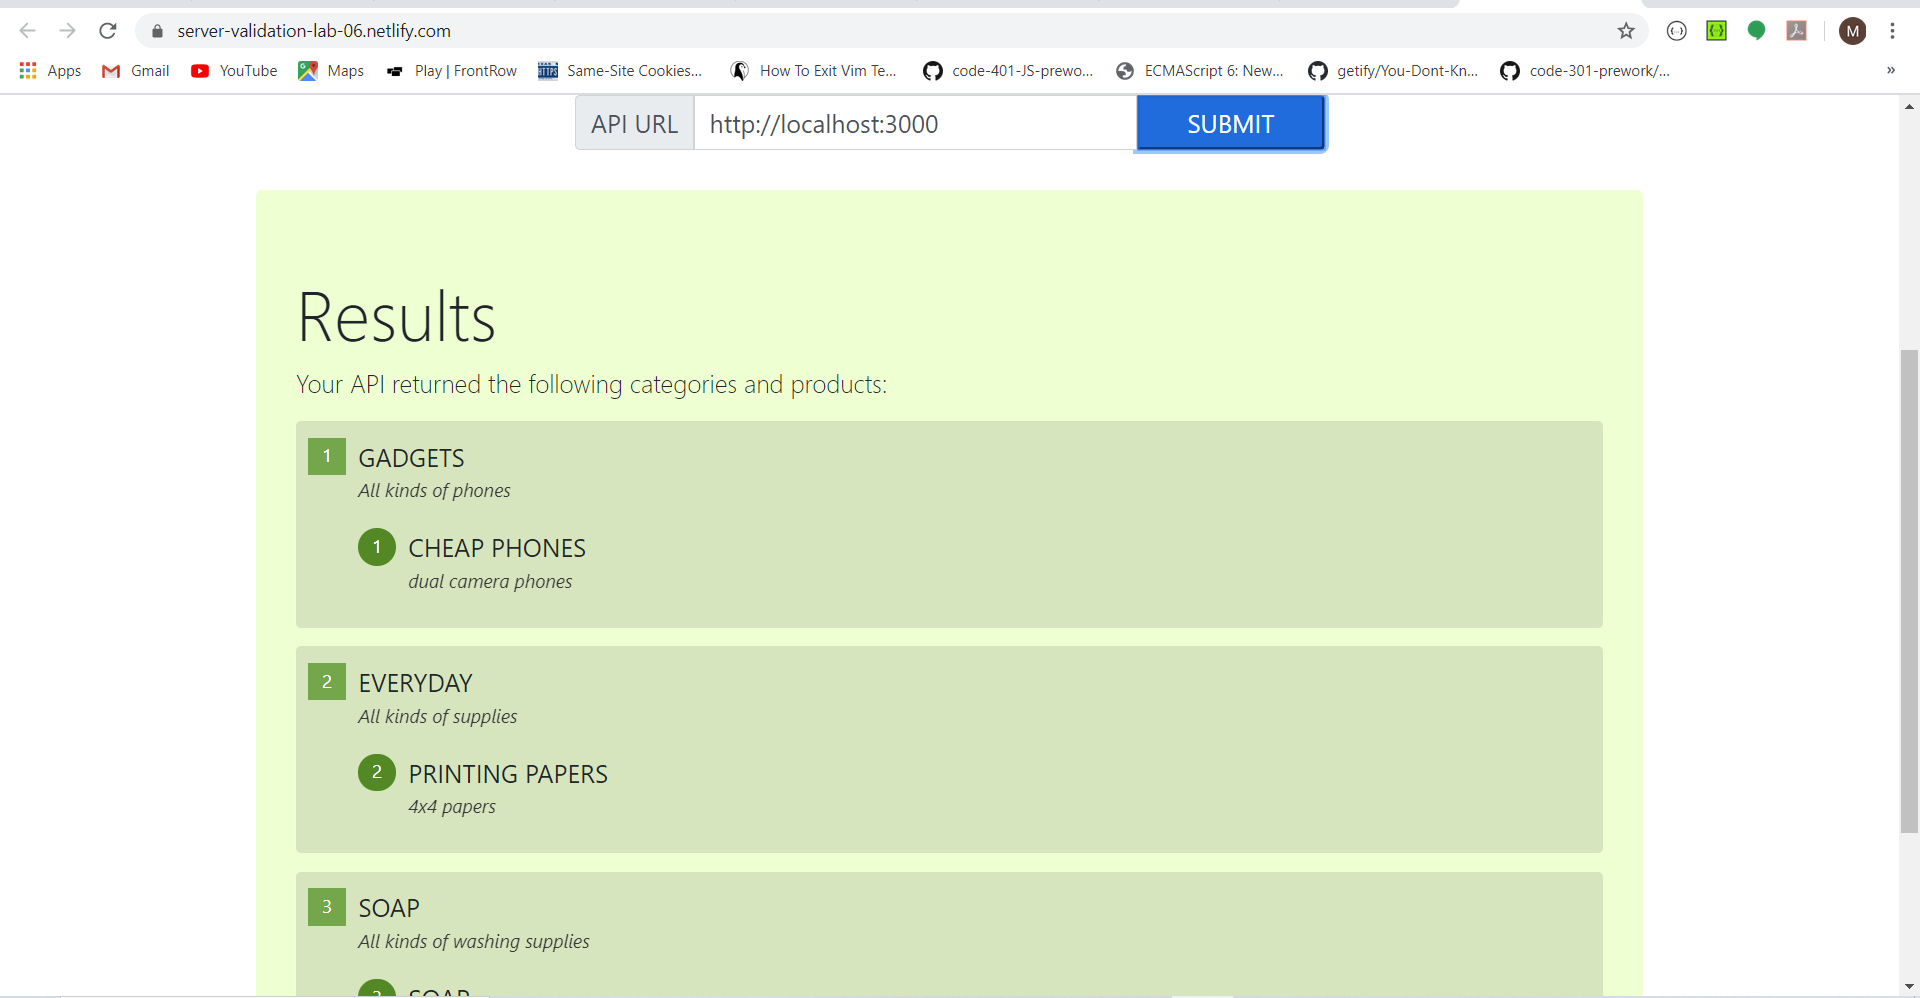 server-validation-lab-06.netlify.com
M
Apps Gmail YouTube Maps Play | FrontRow Same-Site Cookies... How To Exit Vim Te... code-401-JS-prewo... ECMAScript 6: New... getify/You-Dont-Kn... code-301-prework/... »
API URL http://localhost:3000 SUBMIT
Results
Your API returned the following categories and products:
1 GADGETS
All kinds of phones
1 CHEAP PHONES
dual camera phones
2 EVERYDAY
All kinds of supplies
2 PRINTING PAPERS
4x4 papers
3 SOAP
All kinds of washing supplies
3 SOAP